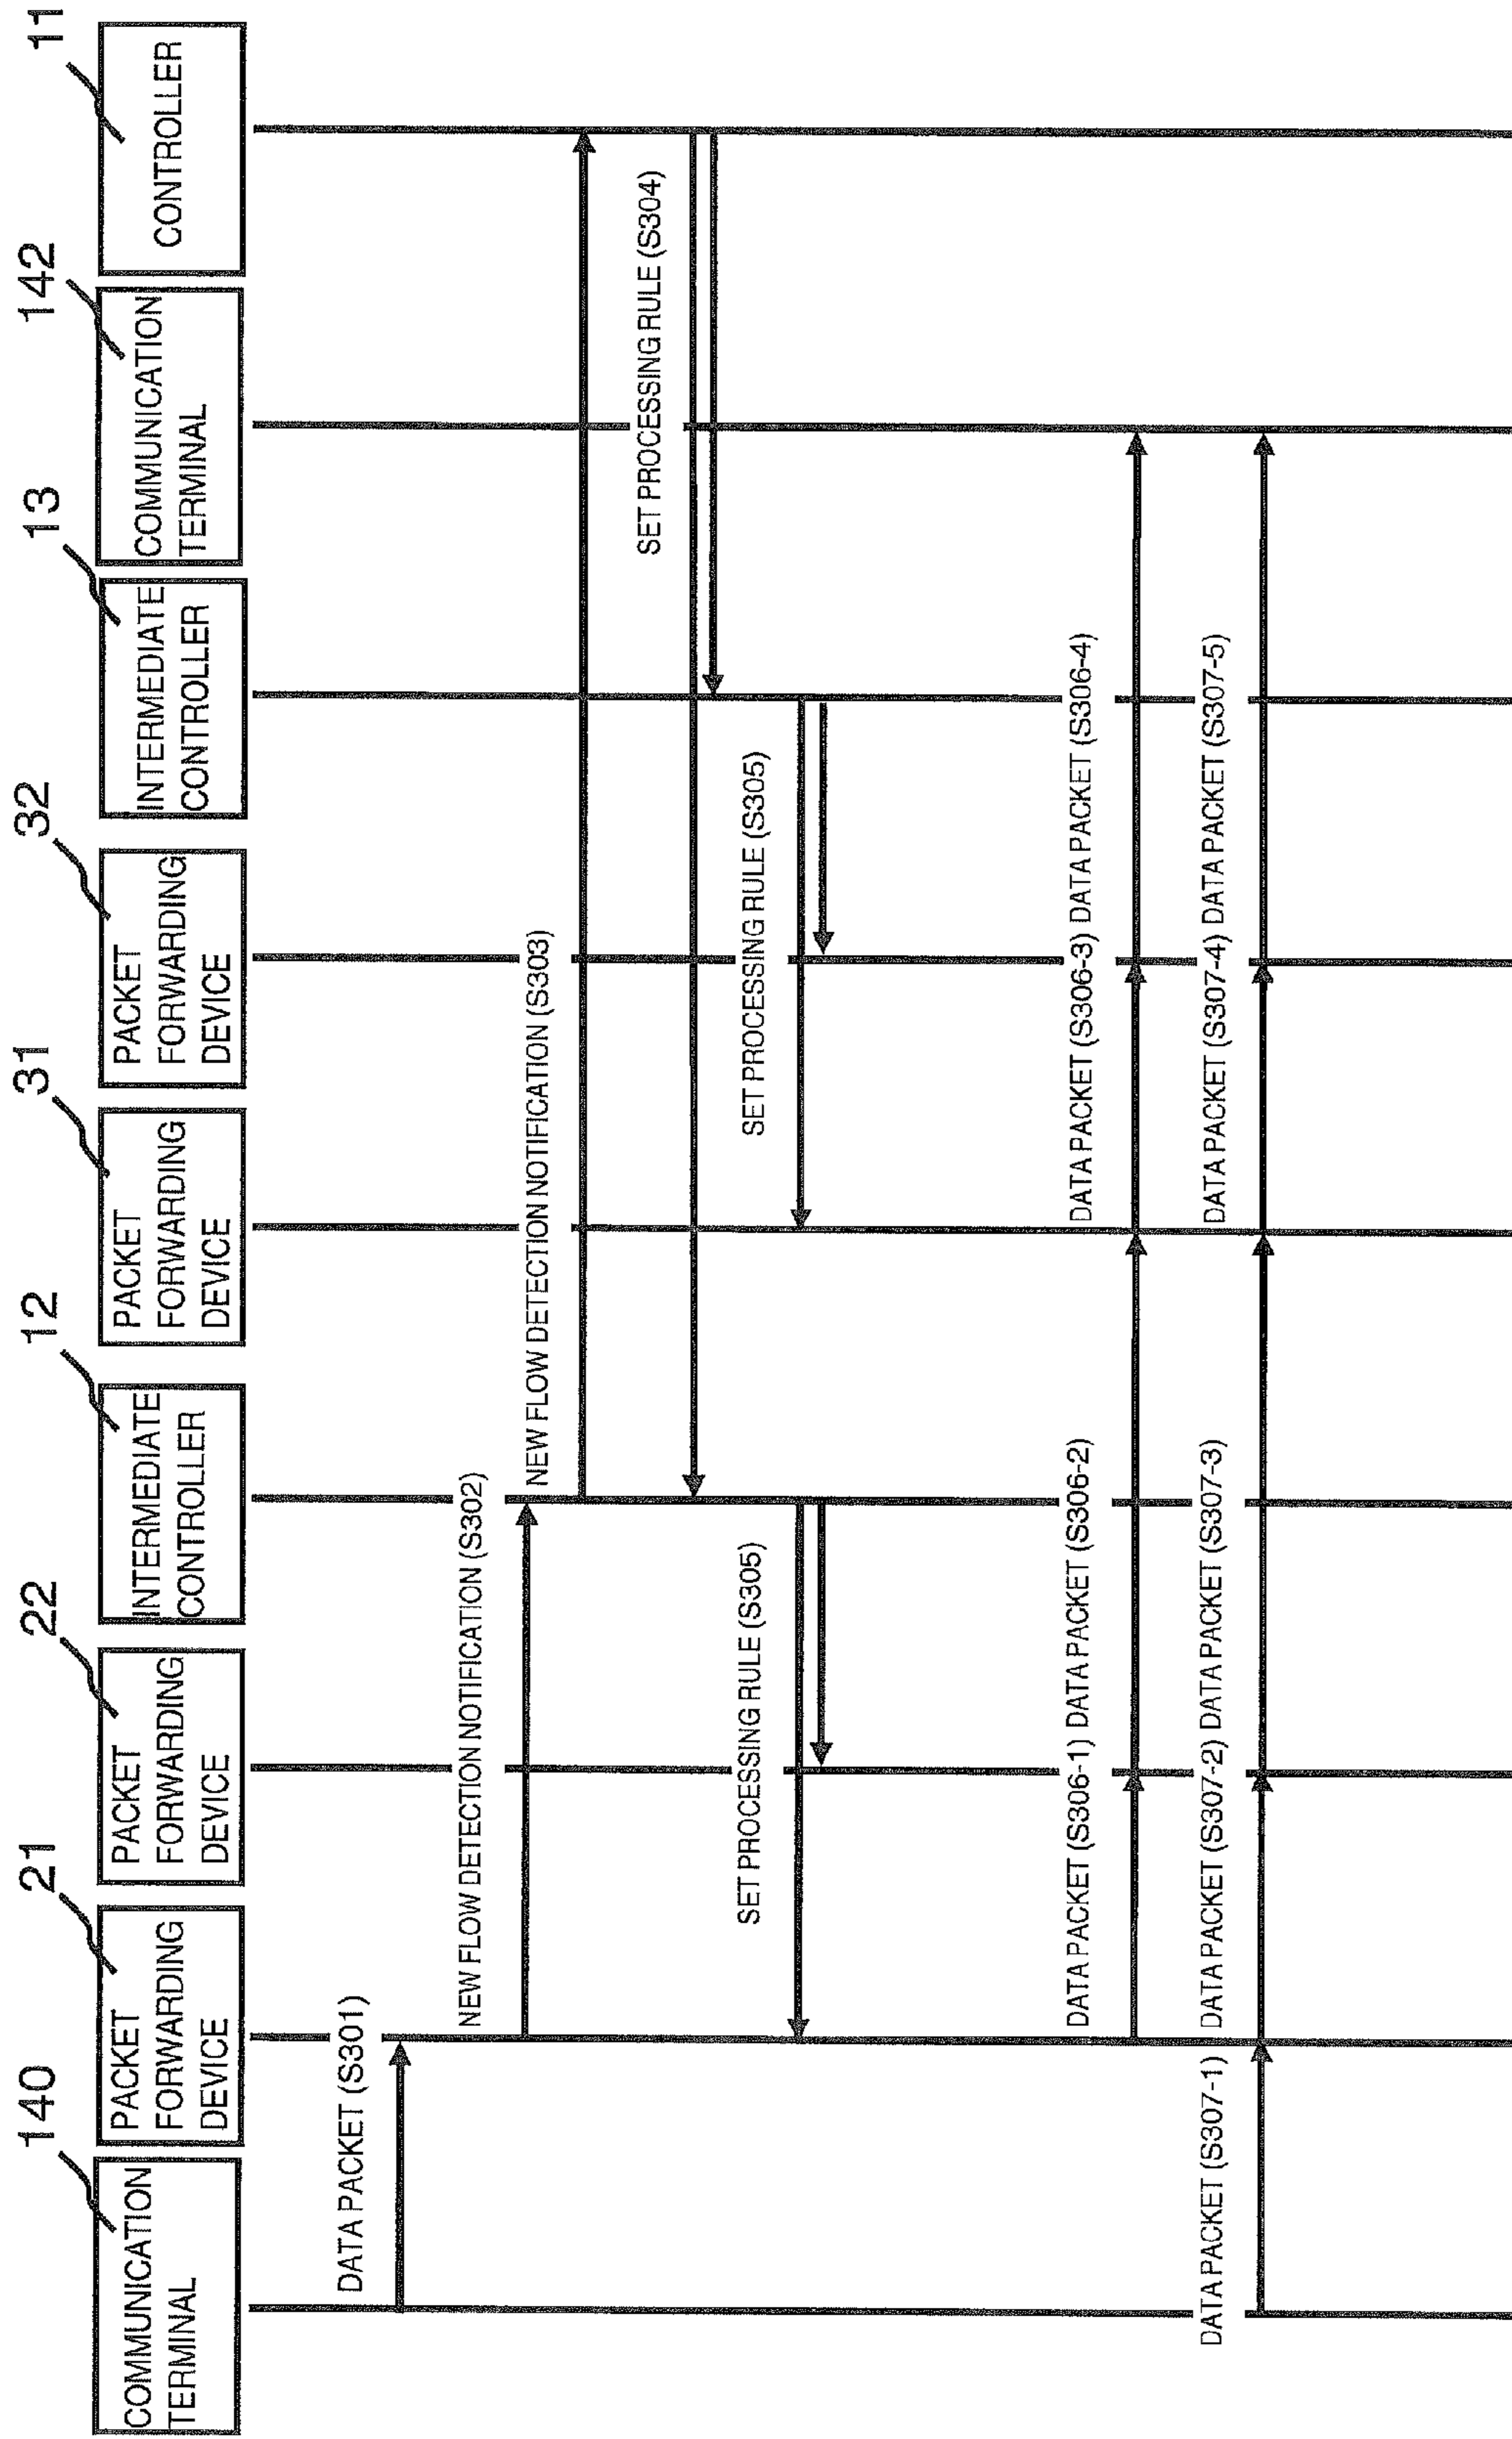 140
COMMUNICATION
TERMINAL
21
PACKET
FORWARDING
DEVICE
22
PACKET
FORWARDING
DEVICE
12
INTERMEDIATE
CONTROLLER
31
PACKET
FORWARDING
DEVICE
32
PACKET
FORWARDING
DEVICE
13
INTERMEDIATE
CONTROLLER
142
COMMUNICATION
TERMINAL
11
CONTROLLER
DATA PACKET (S301)
NEW FLOW DETECTION NOTIFICATION (S302)
NEW FLOW DETECTION NOTIFICATION (S303)
SET PROCESSING RULE (S304)
SET PROCESSING RULE (S305)
SET PROCESSING RULE (S305)
DATA PACKET (S306-1) DATA PACKET (S306-2)
DATA PACKET (S306-3) DATA PACKET (S306-4)
DATA PACKET (S307-1)
DATA PACKET (S307-2) DATA PACKET (S307-3)
DATA PACKET (S307-4) DATA PACKET (S307-5)